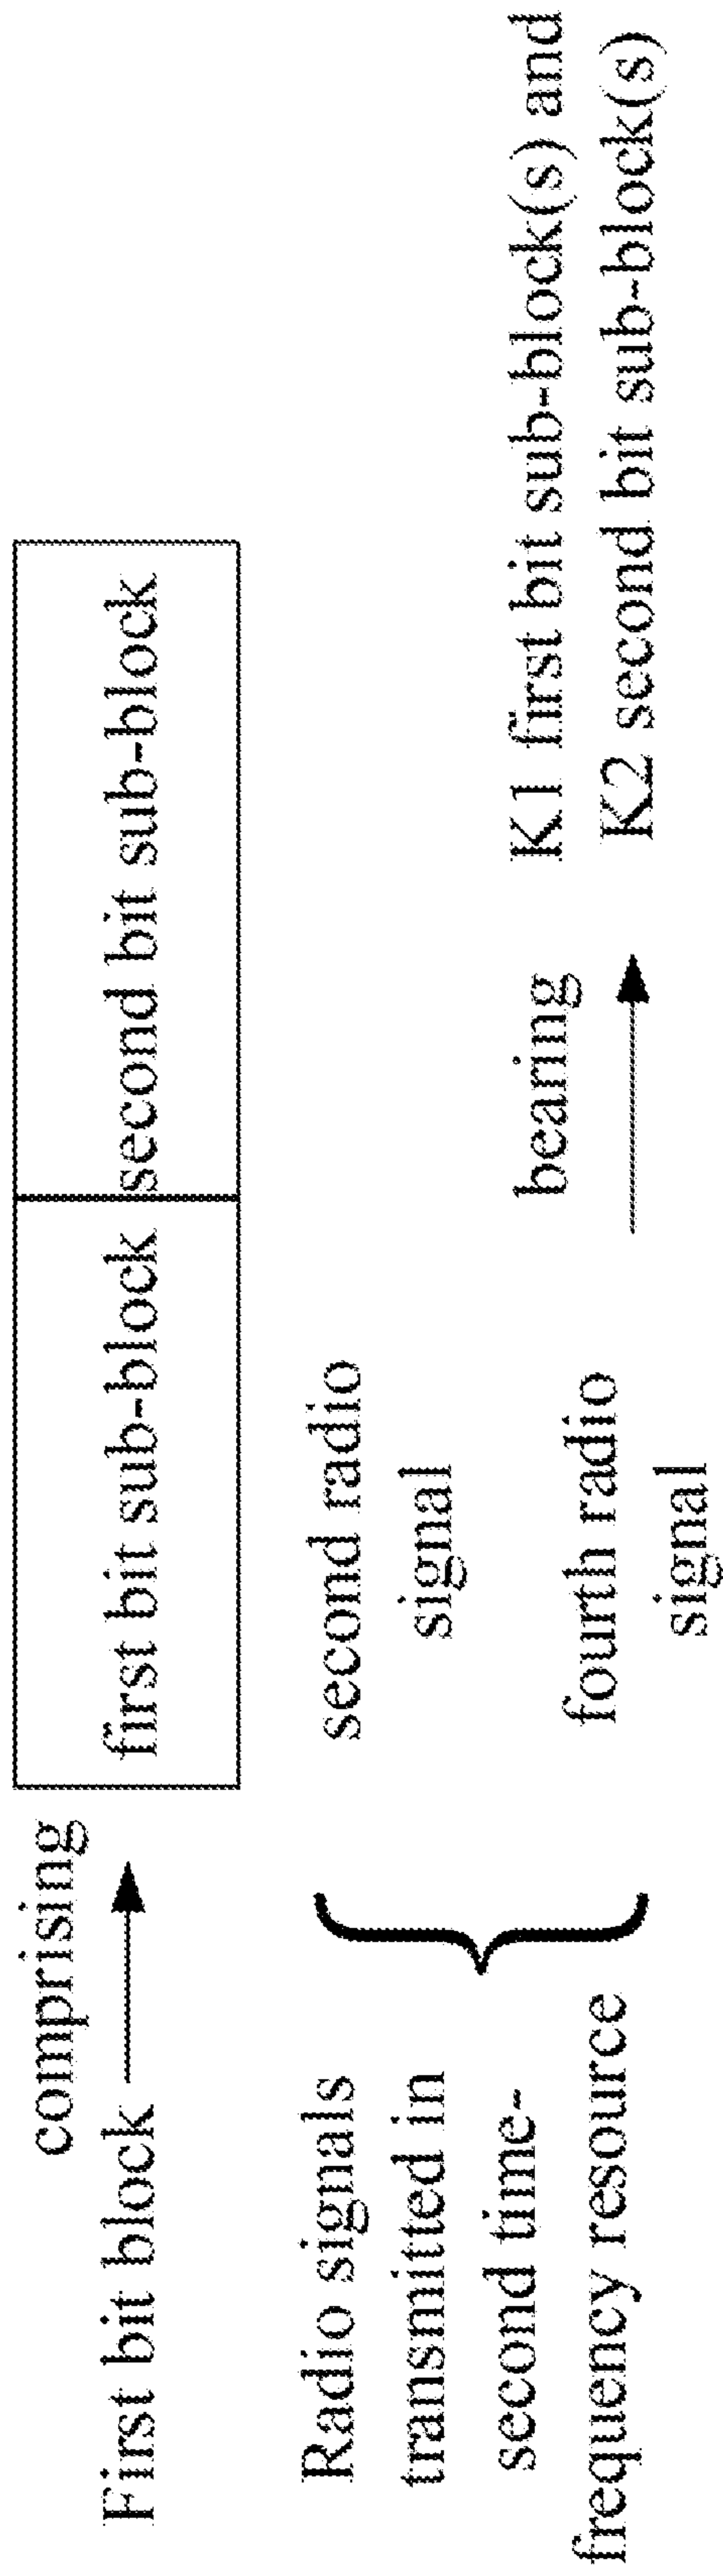 comprising
First bit block
first bit sub-block
second bit sub-block
Radio signals
transmitted in
second time-
frequency resource
second radio
signal
fourth radio
signal
bearing
K1 first bit sub-block(s) and
K2 second bit sub-block(s)